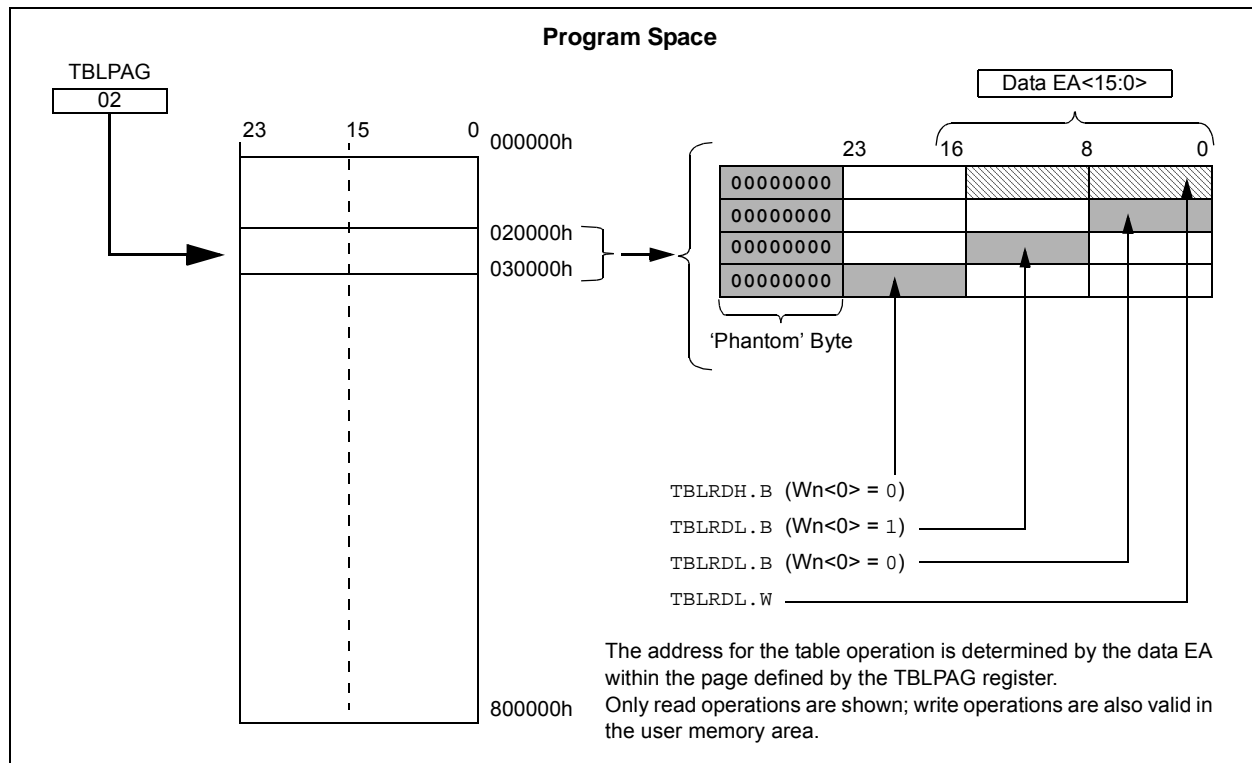 Program Space
TBLPAG
02
Data EA<15:0>
23 15 0
000000h
020000h
030000h
800000h
23 16 8 0
00000000
00000000
00000000
00000000
'Phantom' Byte
TBLRDH.B (Wn<0> = 0)
TBLRDL.B (Wn<0> = 1)
TBLRDL.B (Wn<0> = 0)
TBLRDL.W
The address for the table operation is determined by the data EA
within the page defined by the TBLPAG register.
Only read operations are shown; write operations are also valid in
the user memory area.